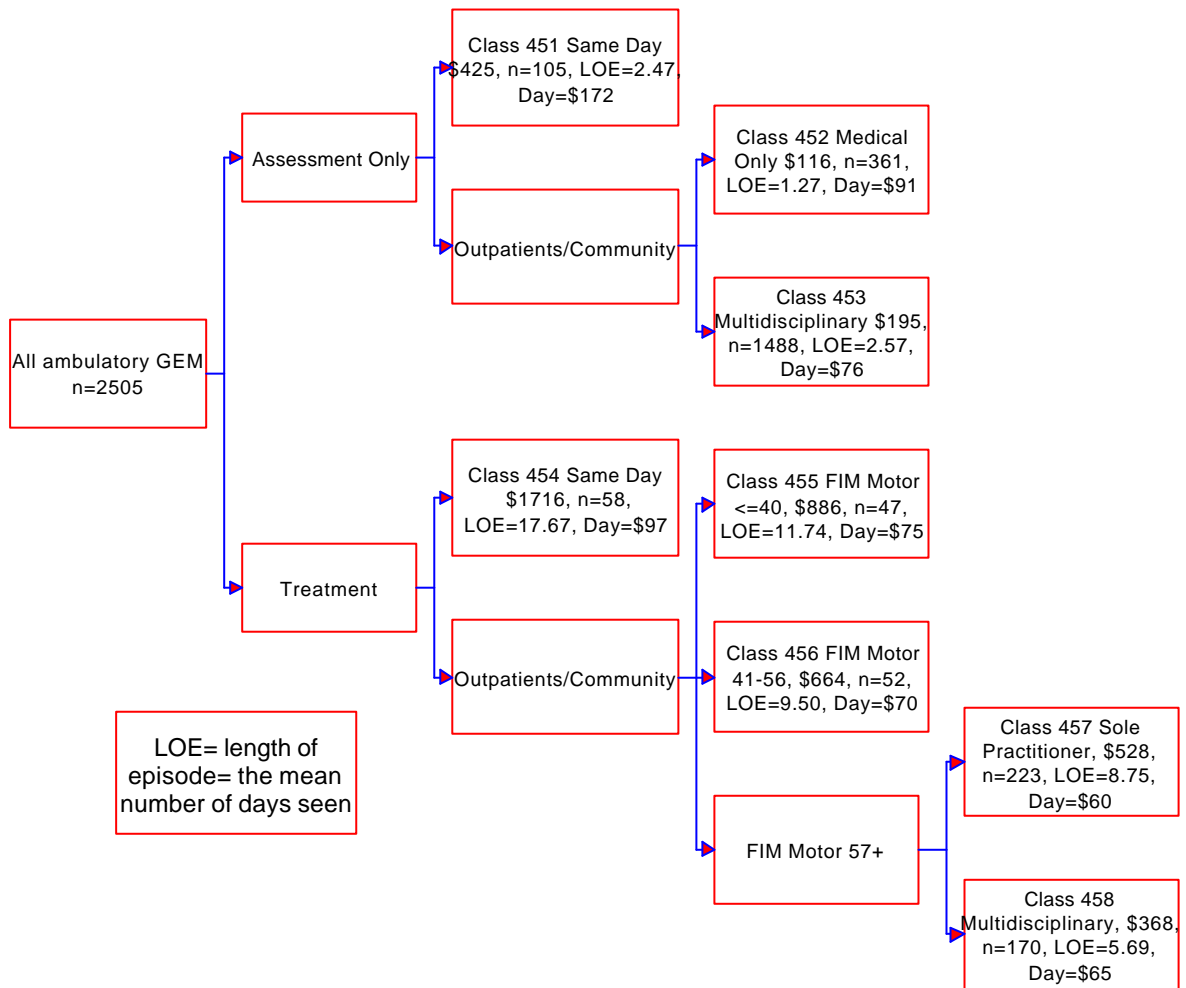 Class 451 Same Day
$425, n=105, LOE=2.47,
Day=$172
Assessment Only
Class 452 Medical
Only $116, n=361,
LOE=1.27, Day=$91
Outpatients/Community
Class 453
Multidisciplinary $195,
n=1488, LOE=2.57,
Day=$76
All ambulatory GEM
n=2505
Class 454 Same Day
$1716, n=58,
LOE=17.67, Day=$97
Class 455 FIM Motor
<=40, $886, n=47,
LOE=11.74, Day=$75
Treatment
Outpatients/Community
Class 456 FIM Motor
41-56, $664, n=52,
LOE=9.50, Day=$70
LOE= length of
episode= the mean
number of days seen
Class 457 Sole
Practitioner, $528,
n=223, LOE=8.75,
Day=$60
FIM Motor 57+
Class 458
Multidisciplinary, $368,
n=170, LOE=5.69,
Day=$65